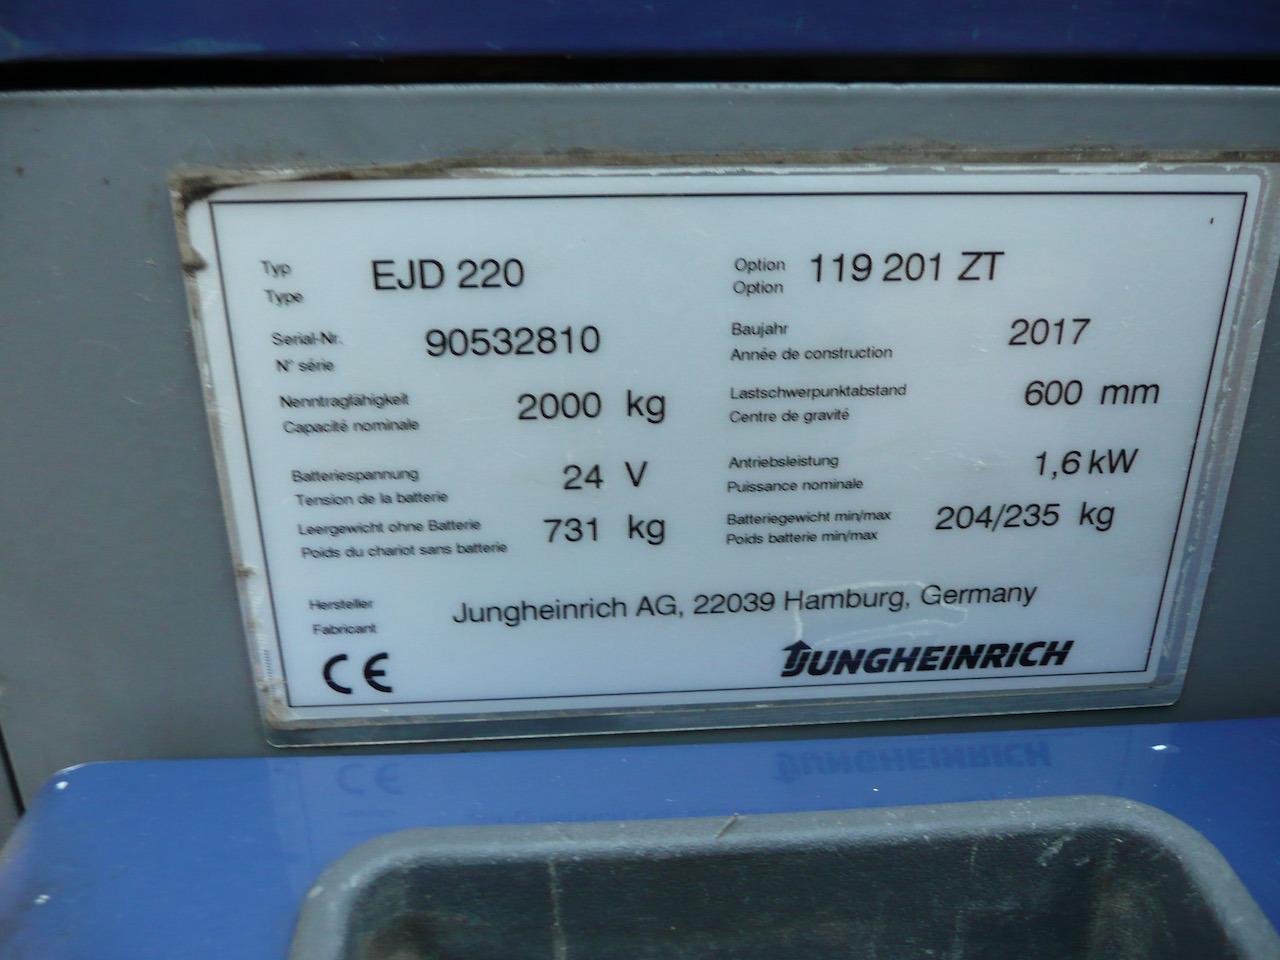 Typ EJD 220 Option 119 201 ZT
Type Option
Serial-Nr. 90532810 Baujahr 2017
N° série Année de construction
Nenntragfähigkeit 2000 kg Lastschwerpunktabstand 600 mm
Capacité nominale Centre de gravité
Batteriespannung 24 V Antriebsleistung 1,6 kW
Tension de la batterie Puissance nominale
Leergewicht ohne Batterie 731 kg Batteriegewicht min/max 204/235 kg
Poids du chariot sans batterie Poids batterie min/max
Hersteller Jungheinrich AG, 22039 Hamburg, Germany
Fabricant
CE JUNGHEINRICH